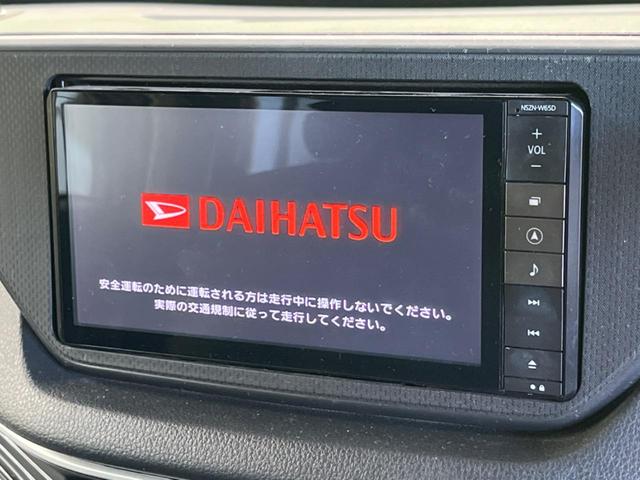 NSZN-W65D
+
VOL
−
DAIHATSU
安全運転のために運転される方は走行中に操作しないでください。
実際の交通規制に従って走行してください。